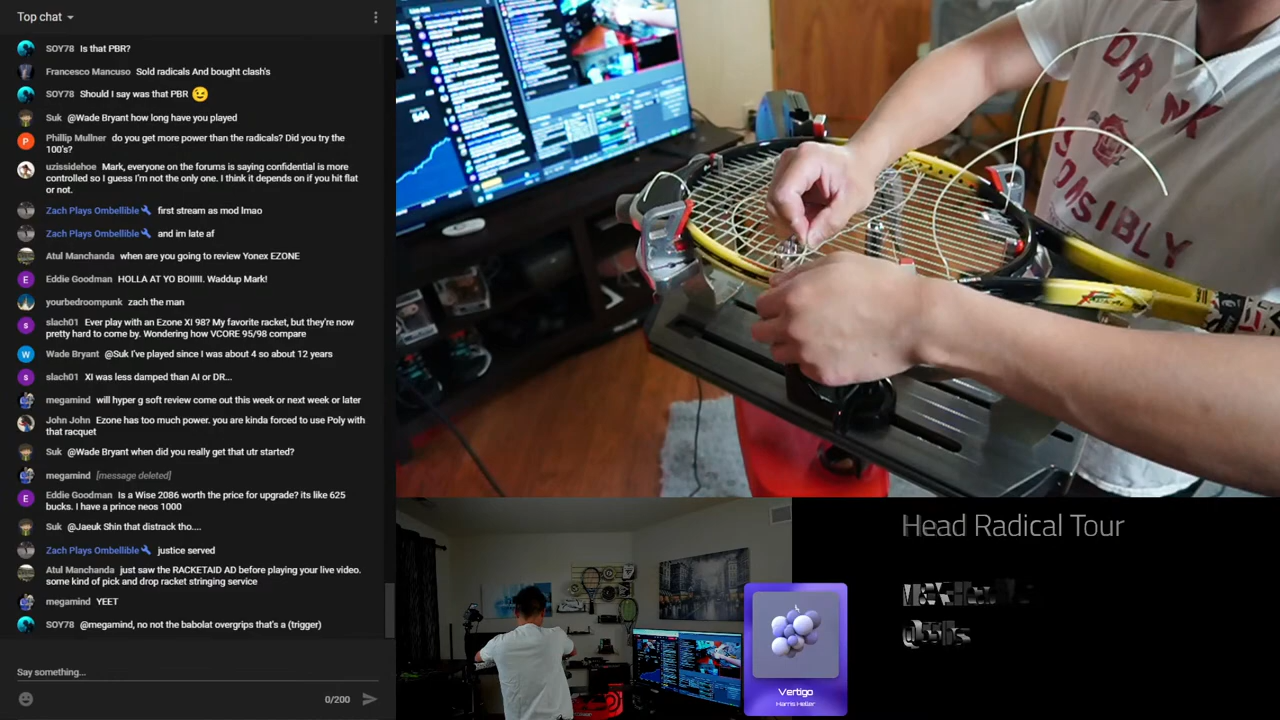 Top chat
SOY78 Is that PBR?
Francesco Mancuso Sold radicals And bought clash's
SOY78 Should I say was that PBR 😉
Suk @Wade Bryant how long have you played
Phillip Mullner do you get more power than the radicals? Did you try the
100's?
uzissidehoe Mark, everyone on the forums is saying confidential is more
controlled so I guess I'm not the only one. I think it depends on if you hit flat
or not.
Zach Plays Ombellible first stream as mod lmao
Zach Plays Ombellible and im late af
Atul Manchanda when are you going to review Yonex EZONE
Eddie Goodman HOLLA AT YO BOIIIII. Waddup Mark!
yourbedroompunk zach the man
slach01 Ever play with an Ezone XI 98? My favorite racket, but they're now
pretty hard to come by. Wondering how VCORE 95/98 compare
Wade Bryant @Suk I've played since I was about 4 so about 12 years
slach01 XI was less damped than AI or DR...
megamind will hyper g soft review come out this week or next week or later
John John Ezone has too much power. you are kinda forced to use Poly with
that racquet
Suk @Wade Bryant when did you really get that utr started?
megamind [message deleted]
Eddie Goodman Is a Wise 2086 worth the price for upgrade? its like 625
bucks. I have a prince neos 1000
Suk @Jaeuk Shin that distrack tho....
Zach Plays Ombellible justice served
Atul Manchanda just saw the RACKETAID AD before playing your live video.
some kind of pick and drop racket stringing service
megamind YEET
SOY78 @megamind, no not the babolat overgrips that's a (trigger)
Say something...
0/200
DR NK
ONSIBLY
Head Radical Tour
Vertigo
Harris Heller